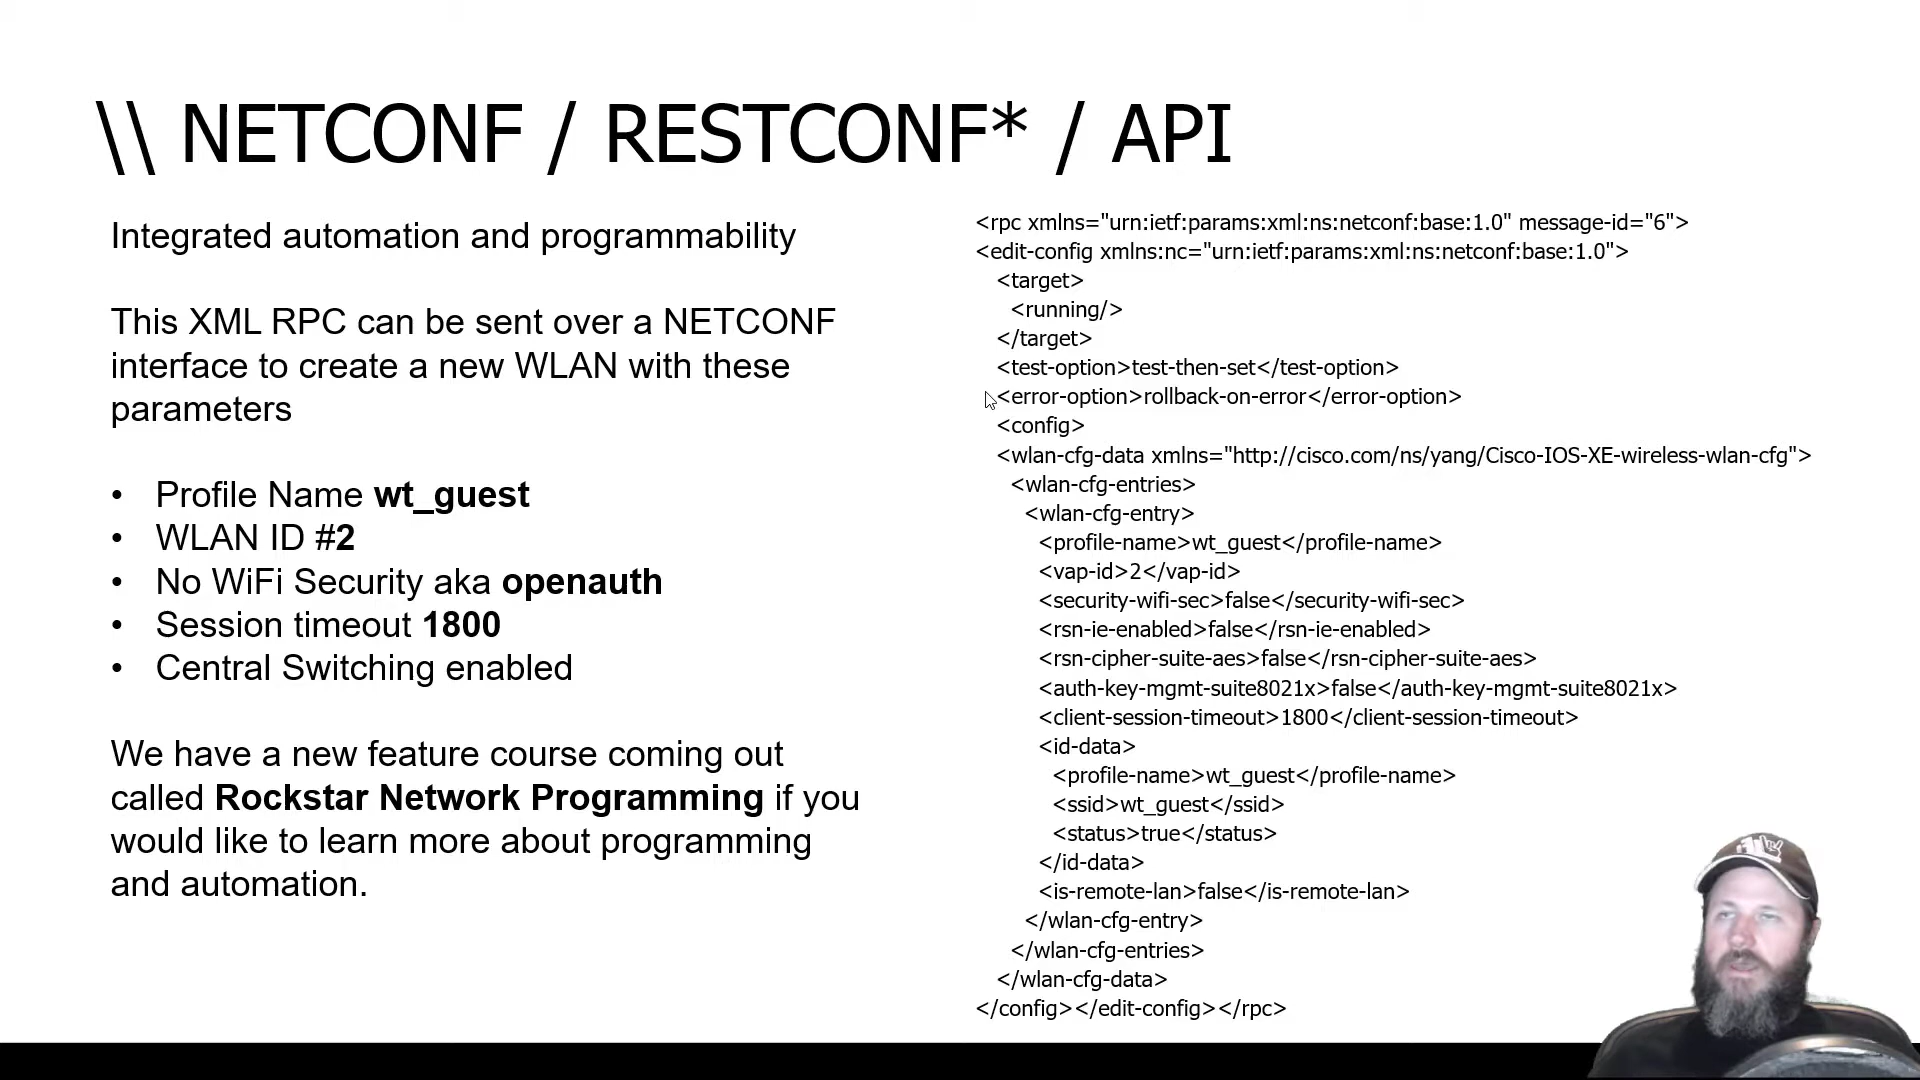 \\ NETCONF / RESTCONF* / API
Integrated automation and programmability
This XML RPC can be sent over a NETCONF
interface to create a new WLAN with these
parameters
• Profile Name wt_guest
• WLAN ID #2
• No WiFi Security aka openauth
• Session timeout 1800
• Central Switching enabled
We have a new feature course coming out
called Rockstar Network Programming if you
would like to learn more about programming
and automation.
<rpc xmlns="urn:ietf:params:xml:ns:netconf:base:1.0" message-id="6">
<edit-config xmlns:nc="urn:ietf:params:xml:ns:netconf:base:1.0">
<target>
<running/>
</target>
<test-option>test-then-set</test-option>
<error-option>rollback-on-error</error-option>
<config>
<wlan-cfg-data xmlns="http://cisco.com/ns/yang/Cisco-IOS-XE-wireless-wlan-cfg">
<wlan-cfg-entries>
<wlan-cfg-entry>
<profile-name>wt_guest</profile-name>
<vap-id>2</vap-id>
<security-wifi-sec>false</security-wifi-sec>
<rsn-ie-enabled>false</rsn-ie-enabled>
<rsn-cipher-suite-aes>false</rsn-cipher-suite-aes>
<auth-key-mgmt-suite8021x>false</auth-key-mgmt-suite8021x>
<client-session-timeout>1800</client-session-timeout>
<id-data>
<profile-name>wt_guest</profile-name>
<ssid>wt_guest</ssid>
<status>true</status>
</id-data>
<is-remote-lan>false</is-remote-lan>
</wlan-cfg-entry>
</wlan-cfg-entries>
</wlan-cfg-data>
</config></edit-config></rpc>